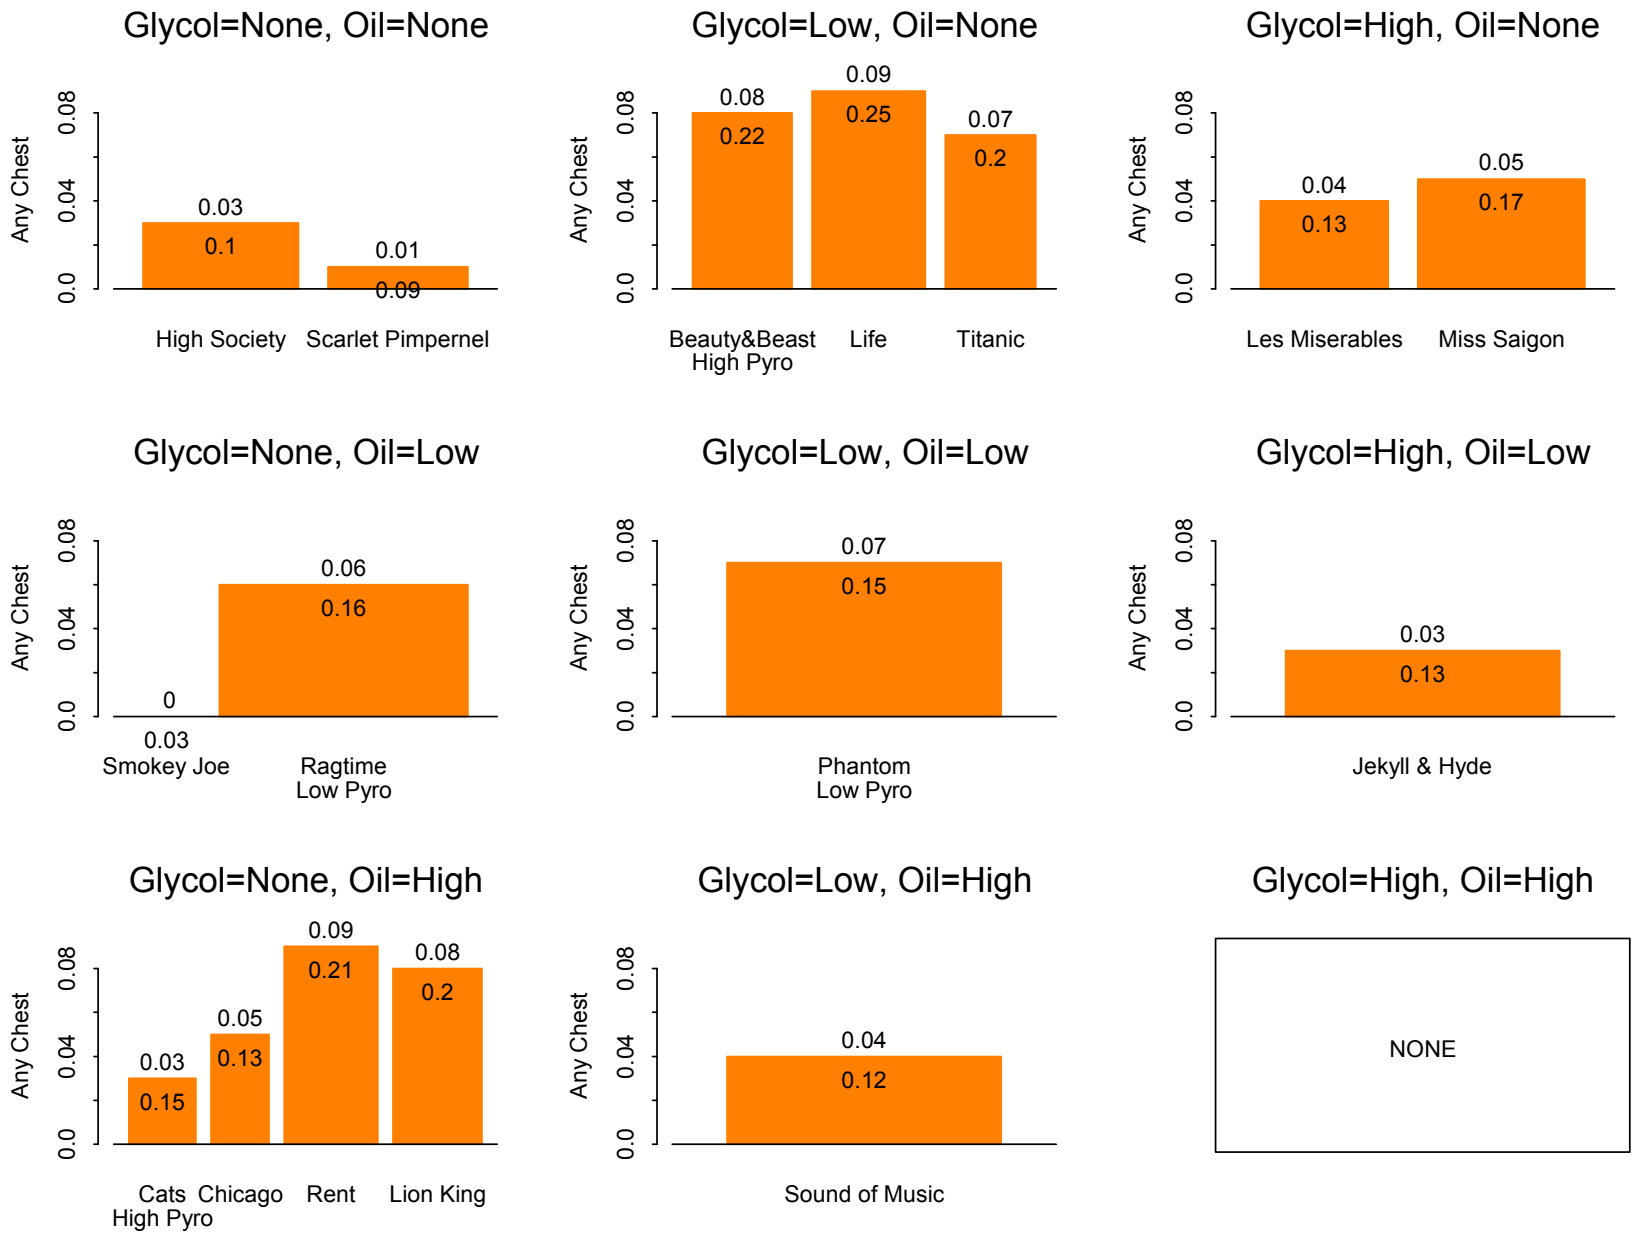 Glycol=None, Oil=None
Any Chest
0.08
0.04
0.0
0.03
0.1
0.01
0.09
High Society
Scarlet Pimpernel
Glycol=Low, Oil=None
Any Chest
0.08
0.04
0.0
0.08
0.22
0.09
0.25
0.07
0.2
Beauty&Beast
High Pyro
Life
Titanic
Glycol=High, Oil=None
Any Chest
0.08
0.04
0.0
0.04
0.13
0.05
0.17
Les Miserables
Miss Saigon
Glycol=None, Oil=Low
Any Chest
0.08
0.04
0.0
0
0.03
0.06
0.16
Smokey Joe
Ragtime
Low Pyro
Glycol=Low, Oil=Low
Any Chest
0.08
0.04
0.0
0.07
0.15
Phantom
Low Pyro
Glycol=High, Oil=Low
Any Chest
0.08
0.04
0.0
0.03
0.13
Jekyll & Hyde
Glycol=None, Oil=High
Any Chest
0.08
0.04
0.0
0.03
0.15
0.05
0.13
0.09
0.21
0.08
0.2
Cats
High Pyro
Chicago
Rent
Lion King
Glycol=Low, Oil=High
Any Chest
0.08
0.04
0.0
0.04
0.12
Sound of Music
Glycol=High, Oil=High
NONE